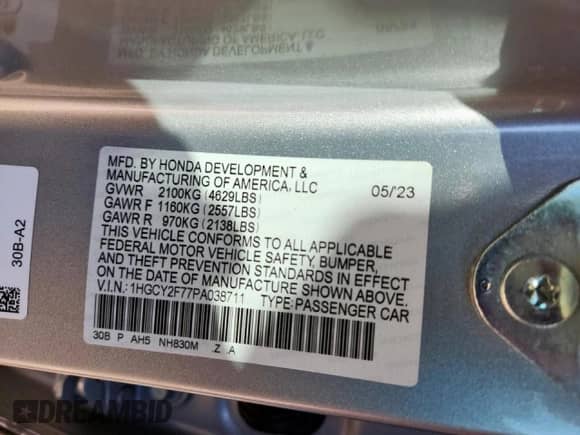 MFD. BY HONDA DEVELOPMENT &
MANUFACTURING OF AMERICA, LLC 05/'23
GVWR 2100KG (4629LBS)
GAWR F 1160KG (2557LBS)
GAWR R 970KG (2138LBS)
THIS VEHICLE CONFORMS TO ALL APPLICABLE
FEDERAL MOTOR VEHICLE SAFETY, BUMPER,
AND THEFT PREVENTION STANDARDS IN EFFECT
ON THE DATE OF MANUFACTURE SHOWN ABOVE.
V.I.N.: 1HGCY2F77PA039711 TYPE: PASSENGER CAR
30B P AH5 NH830M .Z .A
30B-A2
DREAMBID